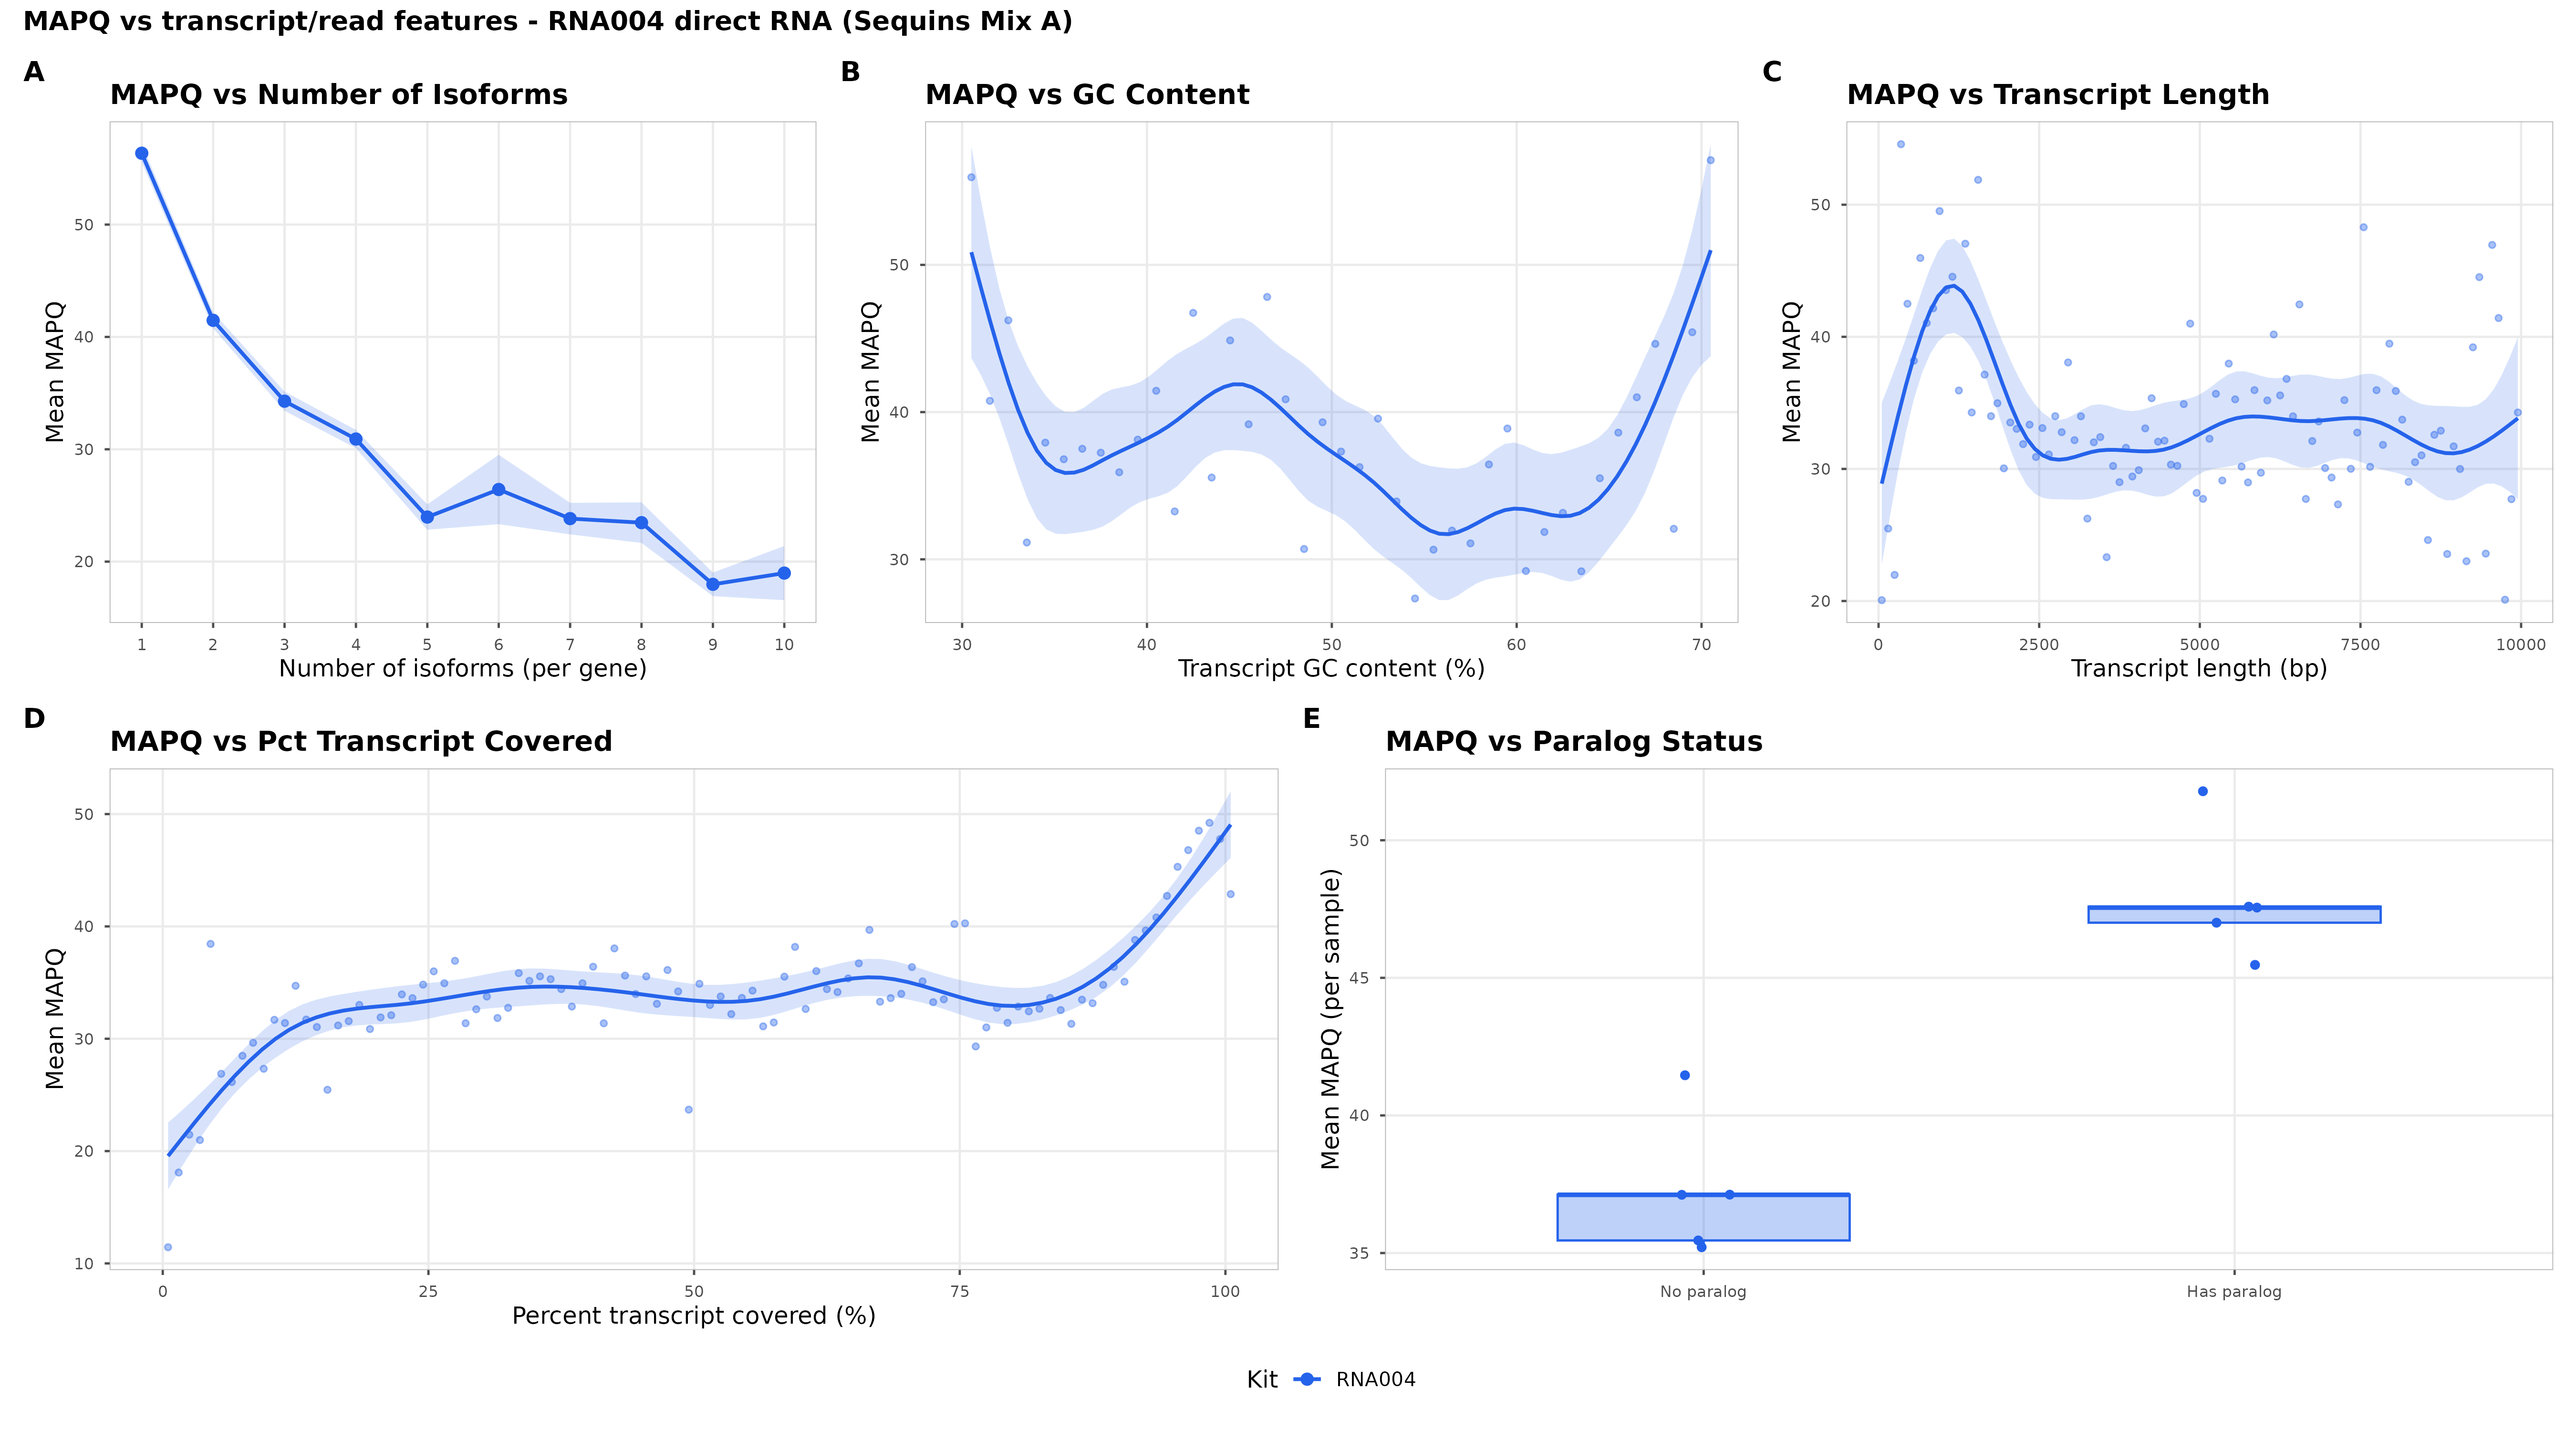 MAPQ vs transcript/read features - RNA004 direct RNA (Sequins Mix A)
A
MAPQ vs Number of Isoforms
Mean MAPQ
50
40
30
20
1 2 3 4 5 6 7 8 9 10
Number of isoforms (per gene)
B
MAPQ vs GC Content
Mean MAPQ
50
40
30
30 40 50 60 70
Transcript GC content (%)
C
MAPQ vs Transcript Length
Mean MAPQ
50
40
30
20
0 2500 5000 7500 10000
Transcript length (bp)
D
MAPQ vs Pct Transcript Covered
Mean MAPQ
50
40
30
20
10
0 25 50 75 100
Percent transcript covered (%)
E
MAPQ vs Paralog Status
Mean MAPQ (per sample)
50
45
40
35
No paralog Has paralog
Kit RNA004